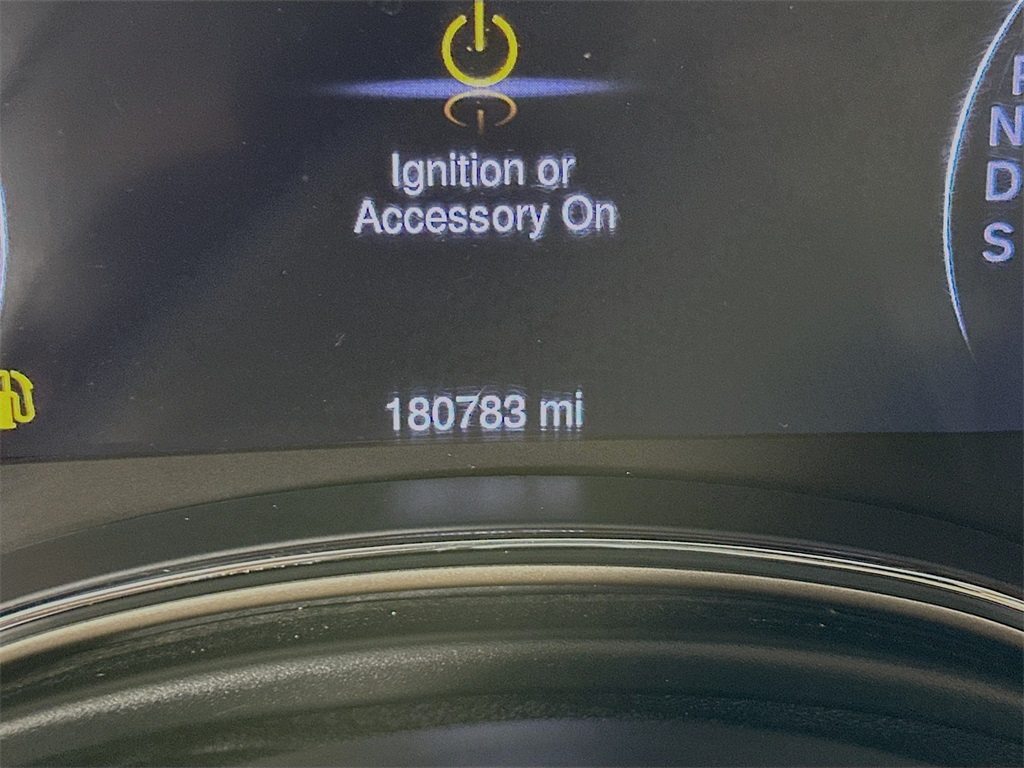 Ignition or
Accessory On
N
D
S
180783 mi